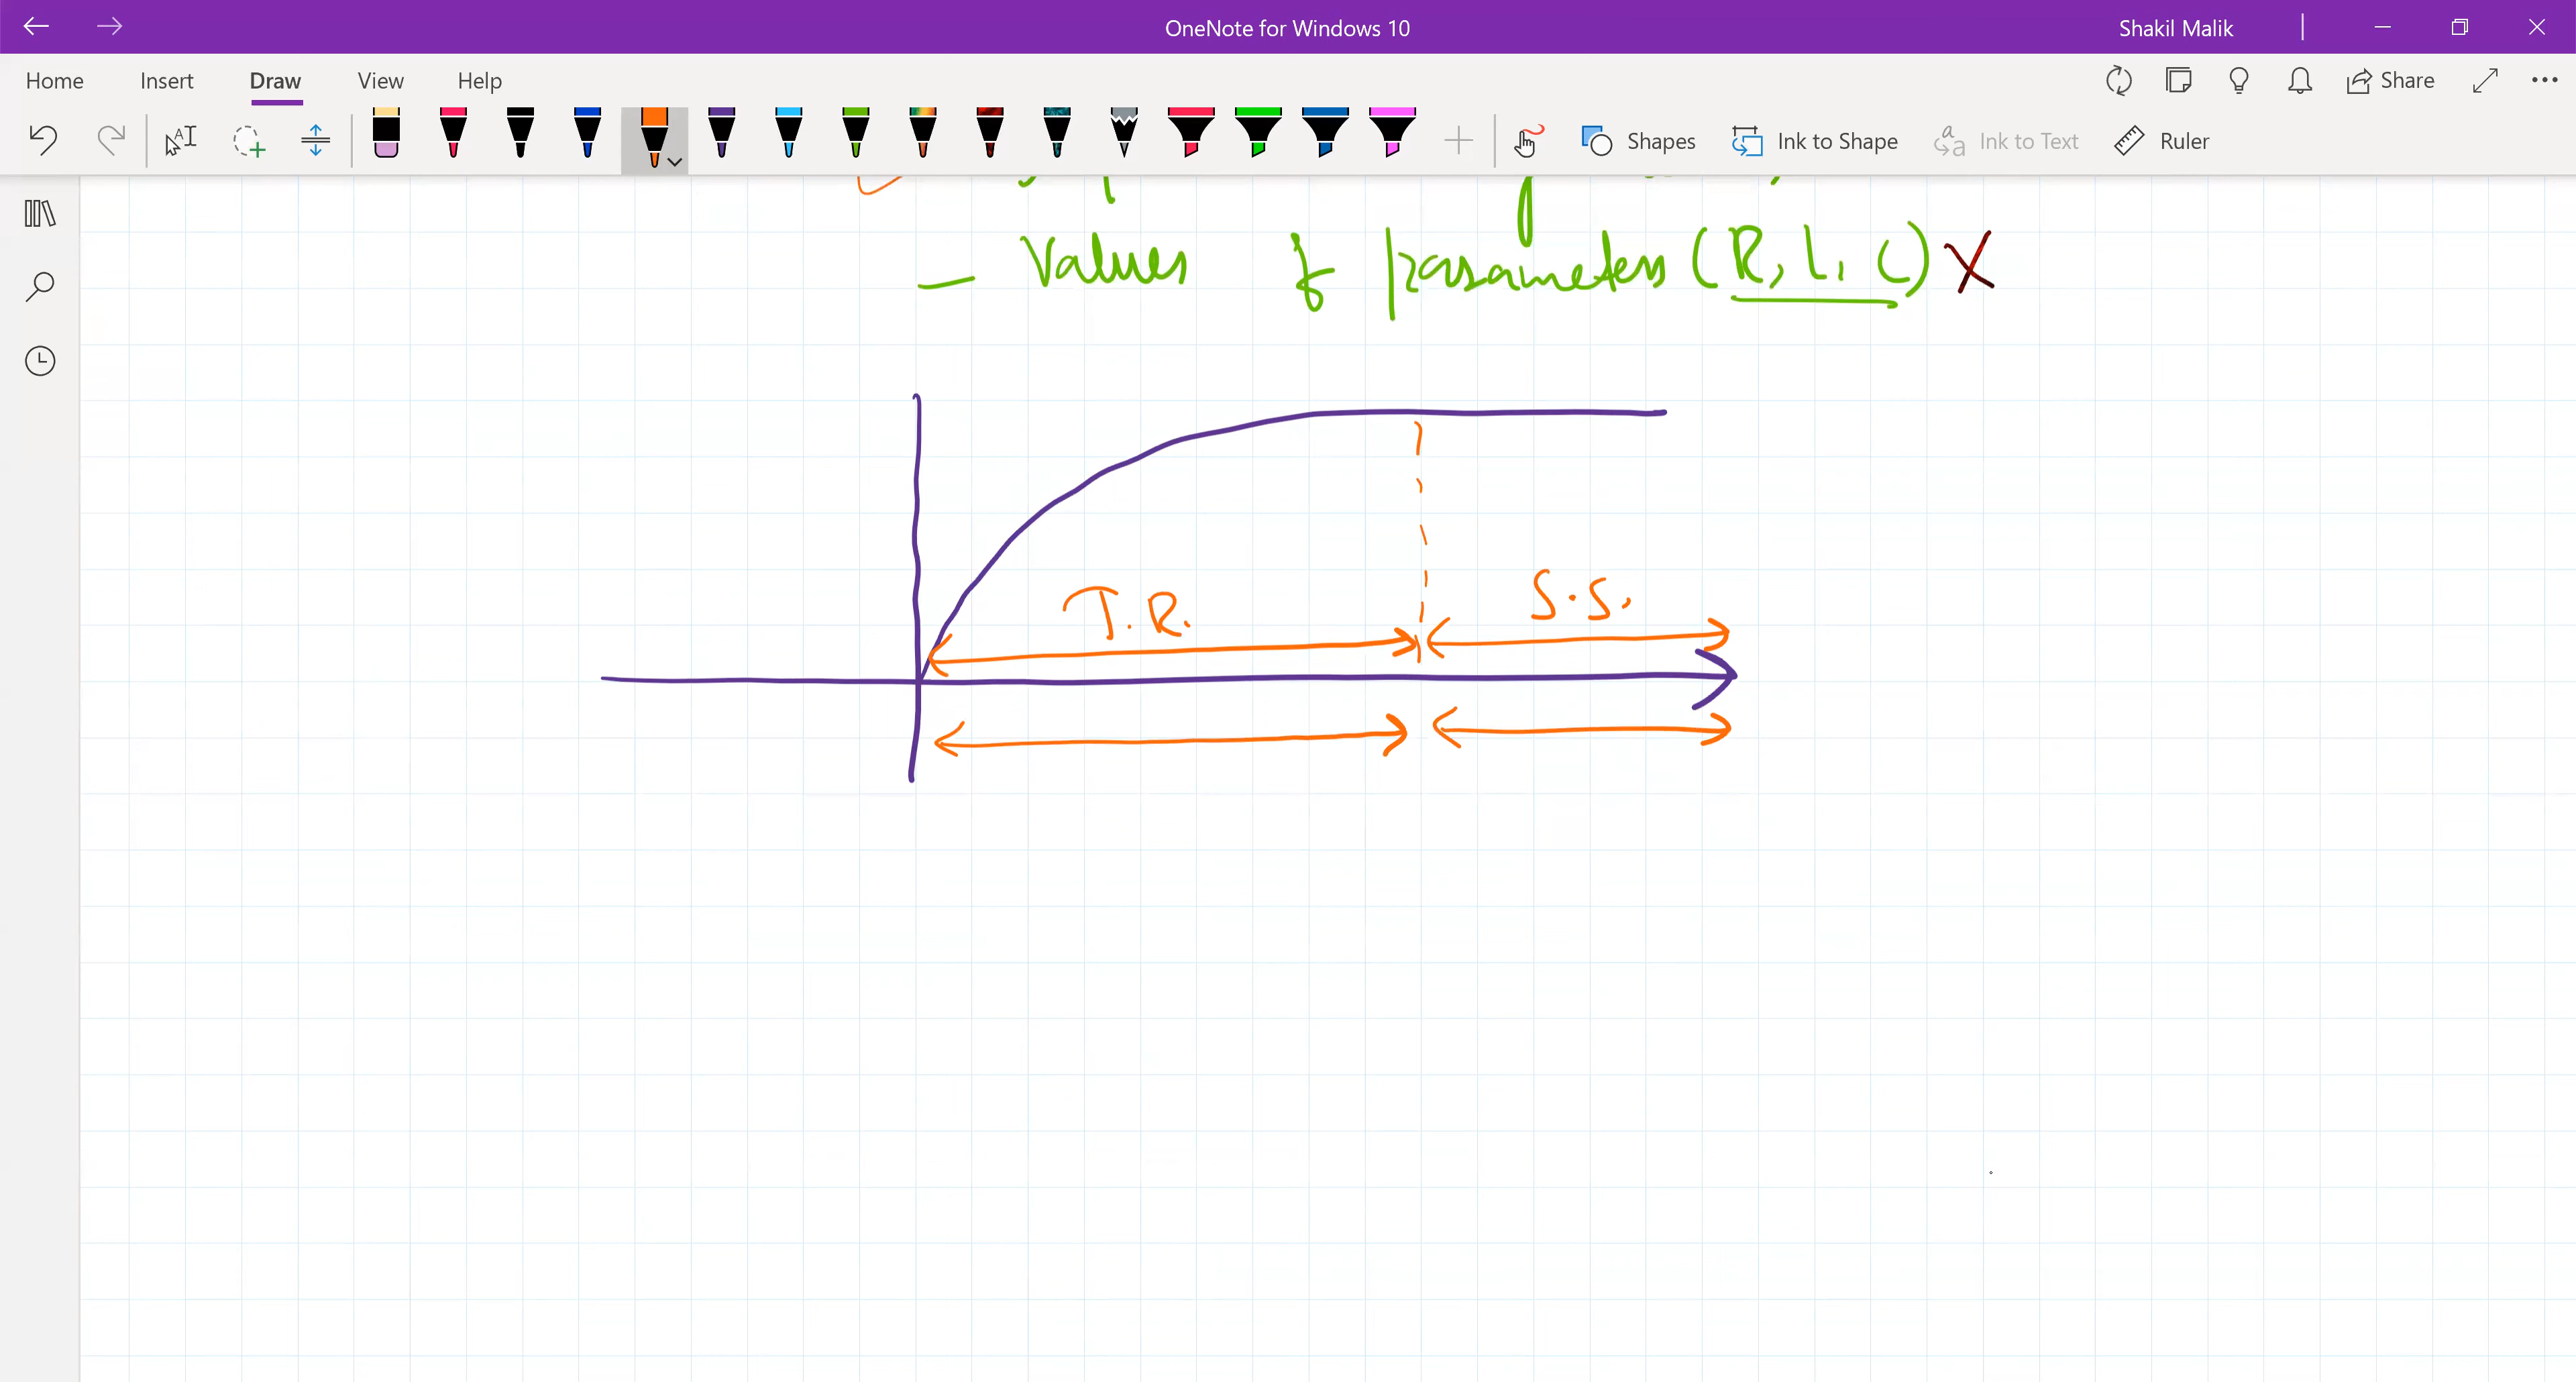 OneNote for Windows 10 Shakil Malik
Home Insert Draw View Help Share
Shapes Ink to Shape Ink to Text Ruler
– Values of parameters (R, L, C) X
T.R. S.S.